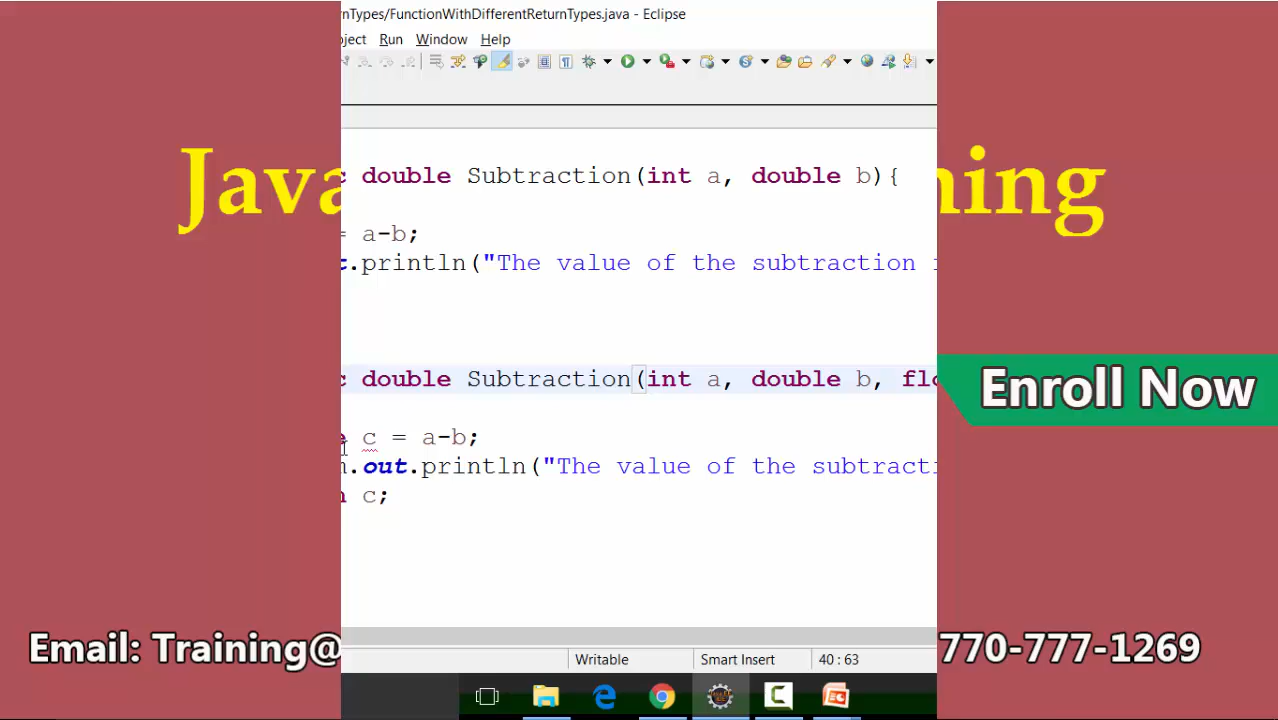 rnTypes/FunctionWithDifferentReturnTypes.java - Eclipse
ject Run Window Help
Java ning
c double Subtraction(int a, double b){
= a-b;
t.println("The value of the subtraction
c double Subtraction(int a, double b, flo
Enroll Now
e c = a-b;
m.out.println("The value of the subtracti
n c;
Email: Training@ 770-777-1269
Writable Smart Insert 40 : 63